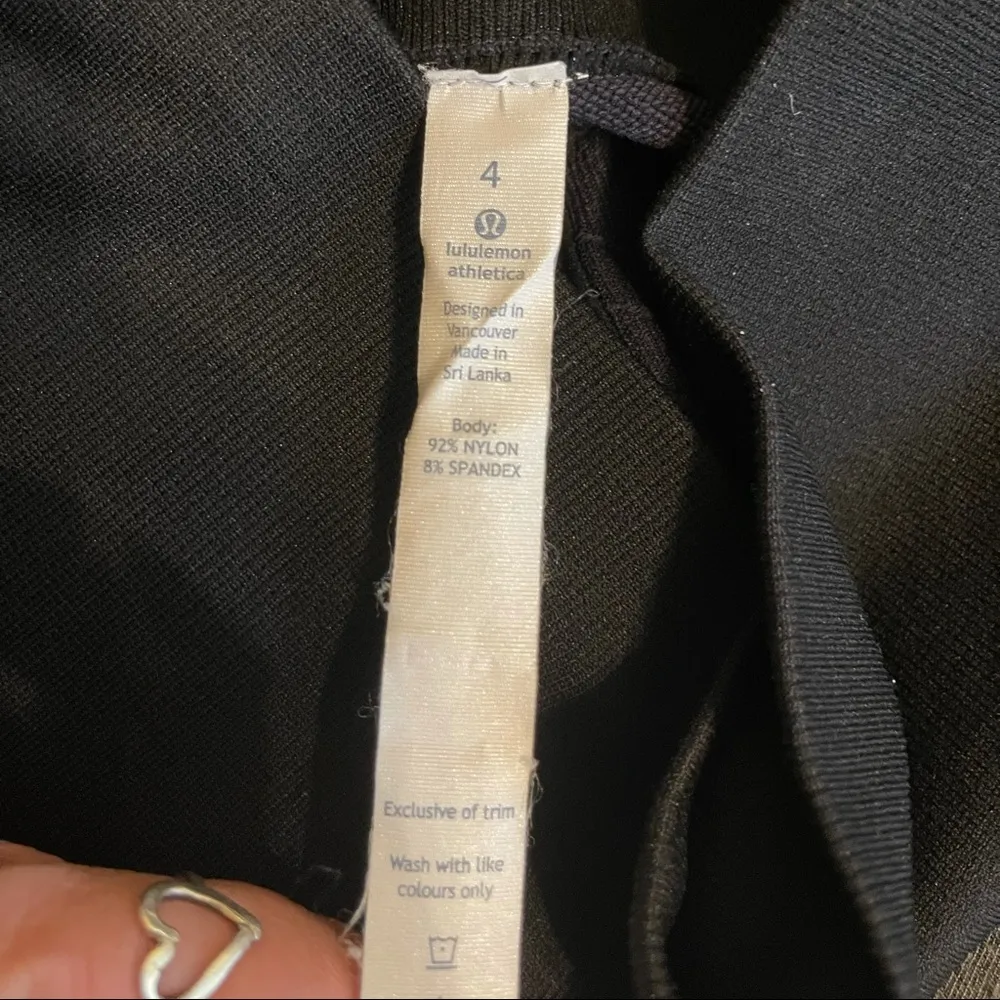 4
lululemon
athletica
Designed in
Vancouver
Made in
Sri Lanka
Body:
92% NYLON
8% SPANDEX
Exclusive of trim
Wash with like
colours only